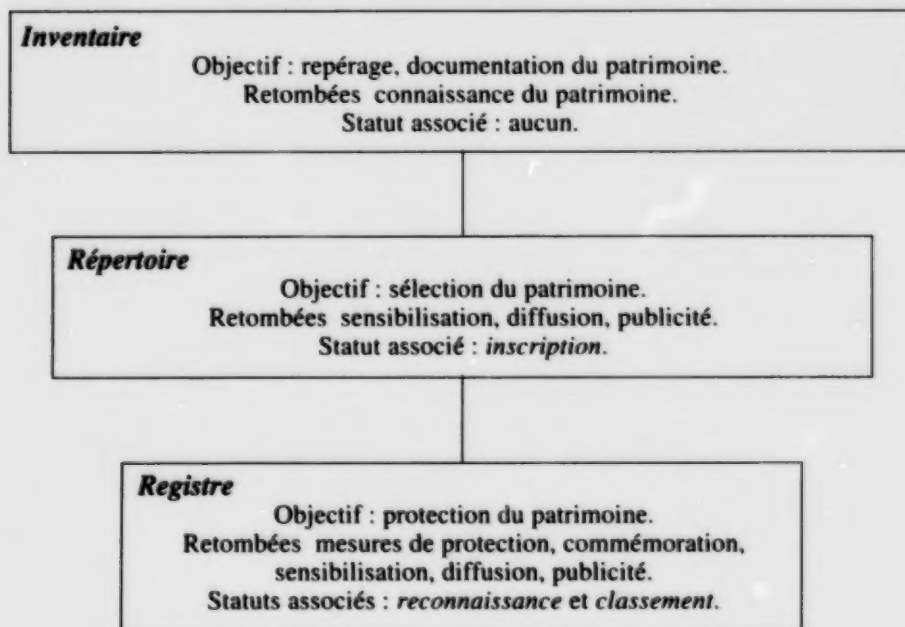 Inventaire
Objectif : repérage, documentation du patrimoine.
Retombées connaissance du patrimoine.
Statut associé : aucun.
Répertoire
Objectif : sélection du patrimoine.
Retombées sensibilisation, diffusion, publicité.
Statut associé : inscription.
Registre
Objectif : protection du patrimoine.
Retombées mesures de protection, commémoration,
sensibilisation, diffusion, publicité.
Statuts associés : reconnaissance et classement.